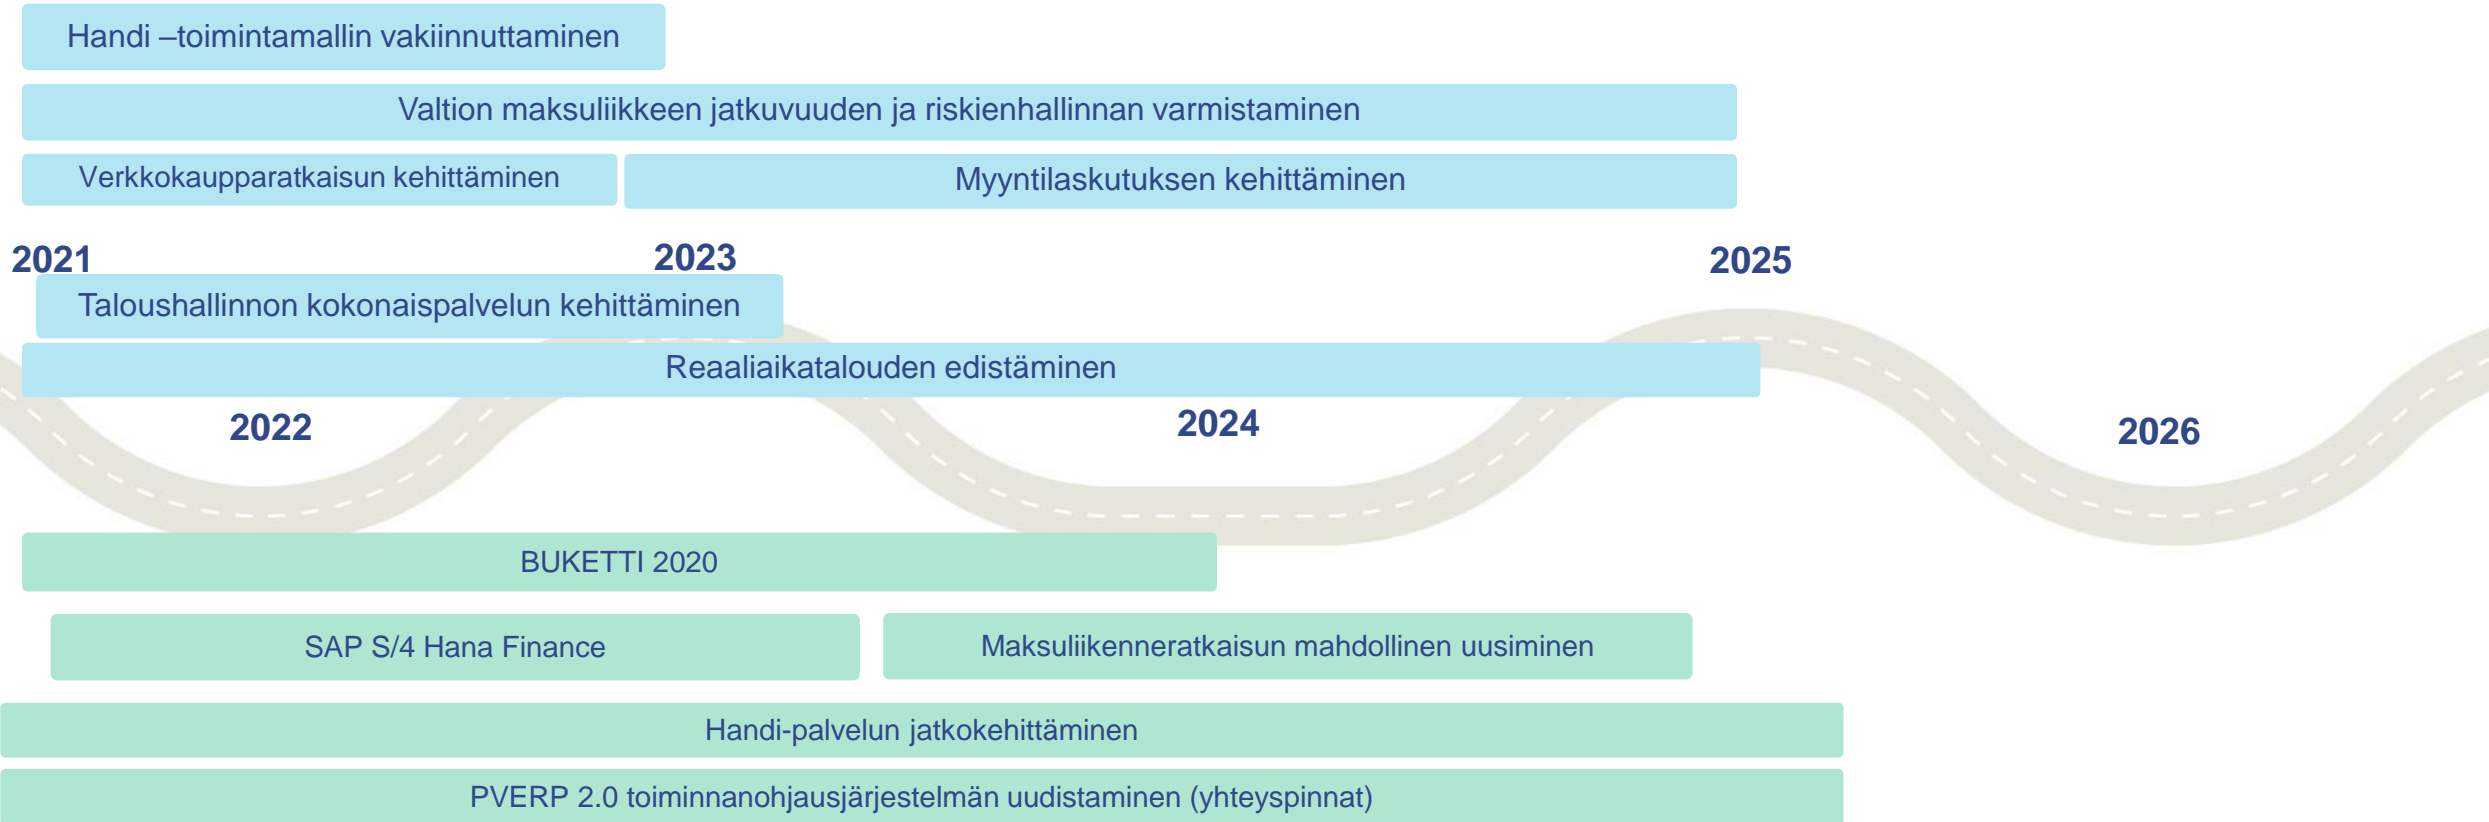 Handi –toimintamallin vakiinnuttaminen
Valtion maksuliikkeen jatkuvuuden ja riskienhallinnan varmistaminen
Verkkokaupparatkaisun kehittäminen
Myyntilaskutuksen kehittäminen
2021
2023
2025
Taloushallinnon kokonaispalvelun kehittäminen
Reaaliaikatalouden edistäminen
2022
2024
2026
BUKETTI 2020
SAP S/4 Hana Finance
Maksuliikenneratkaisun mahdollinen uusiminen
Handi-palvelun jatkokehittäminen
PVERP 2.0 toiminnanohjausjärjestelmän uudistaminen (yhteyspinnat)